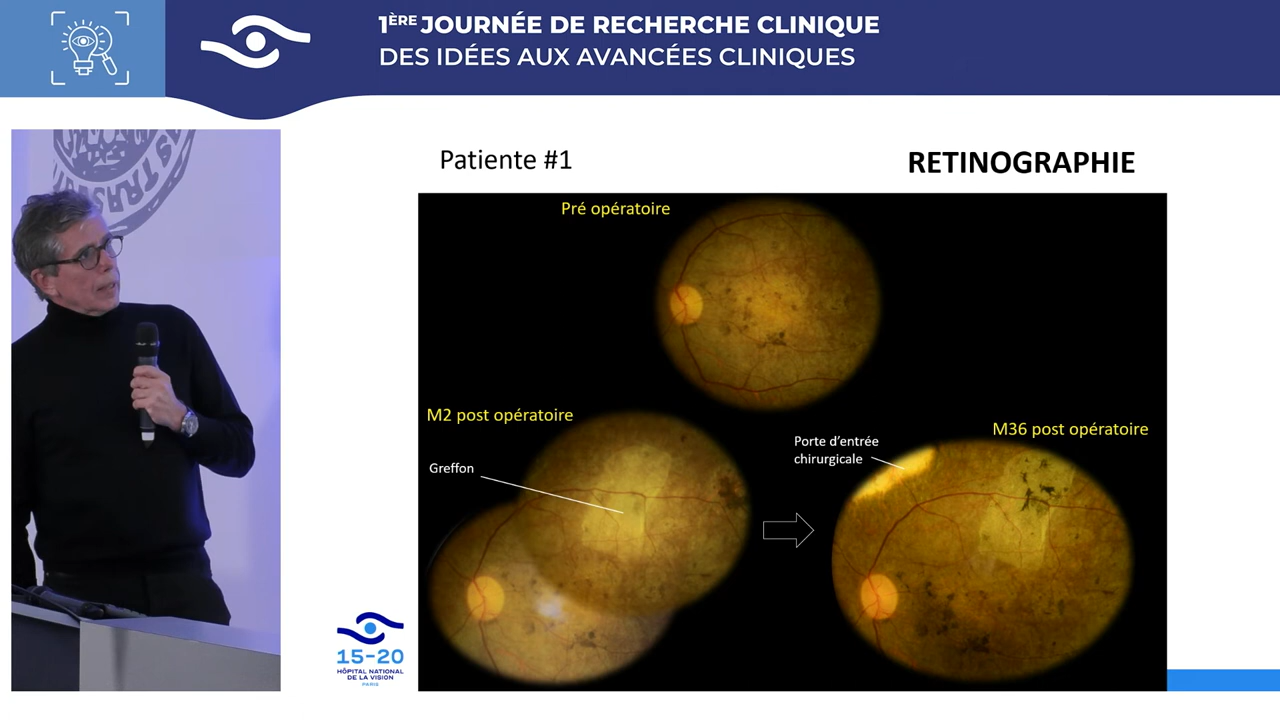 1ÈRE JOURNÉE DE RECHERCHE CLINIQUE
DES IDÉES AUX AVANCÉES CLINIQUES
Patiente #1
RETINOGRAPHIE
Pré opératoire
M2 post opératoire
Greffon
Porte d'entrée
chirurgicale
M36 post opératoire
15-20
HÔPITAL NATIONAL
DE LA VISION
PARIS